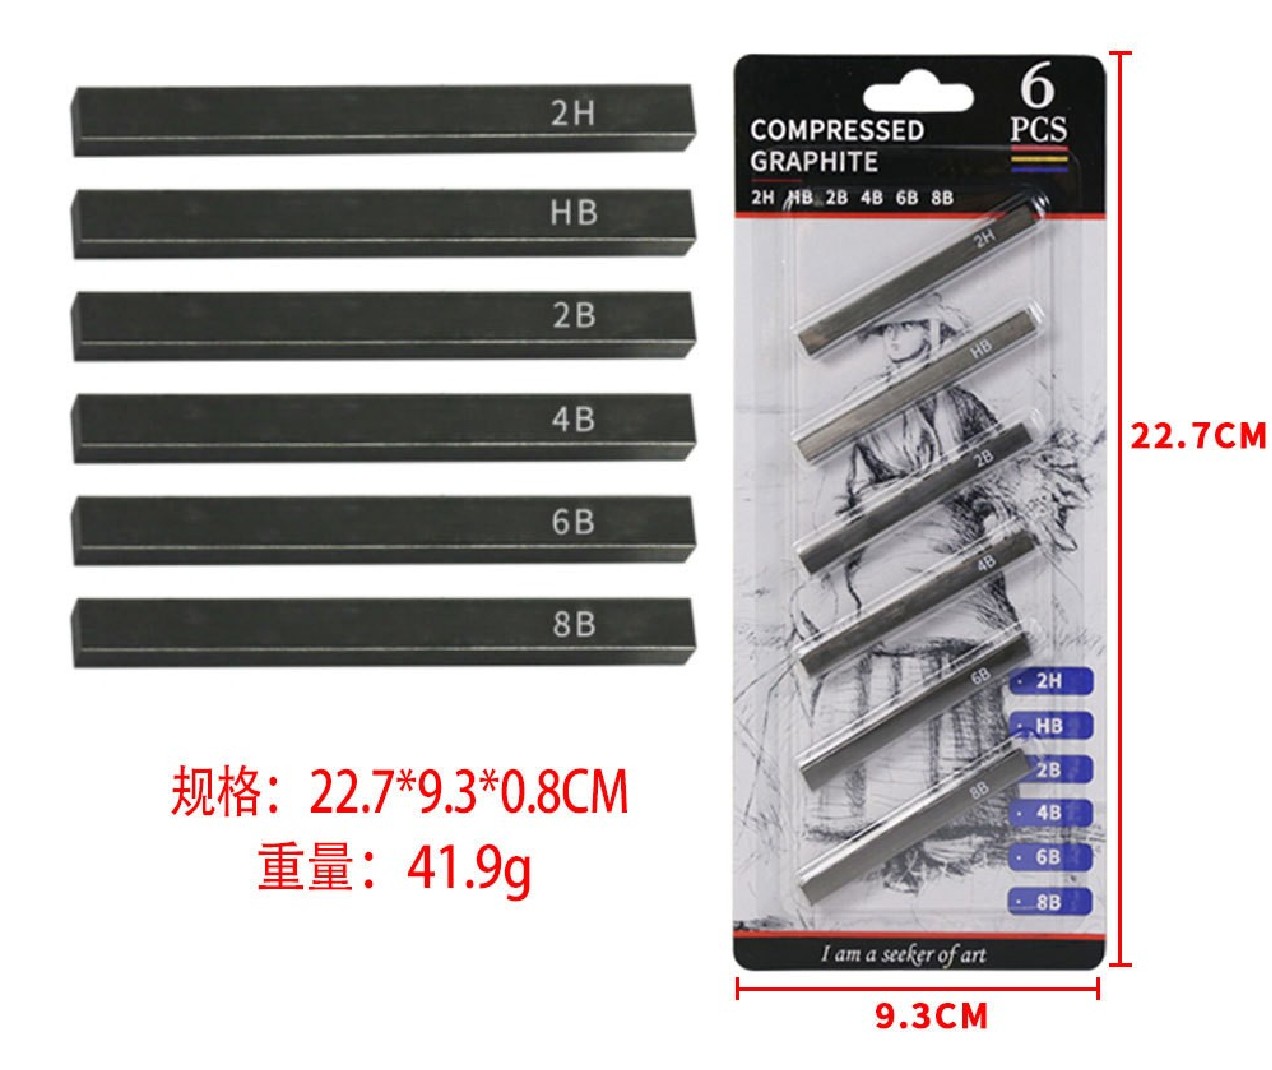 2H
HB
2B
4B
6B
8B
规格：22.7*9.3*0.8CM
重量：41.9g
6
PCS
COMPRESSED
GRAPHITE
2H HB 2B 4B 6B 8B
2H
HB
2B
4B
6B
8B
· 2H
· HB
2B
· 4B
· 6B
· 8B
I am a seeker of art
22.7CM
9.3CM